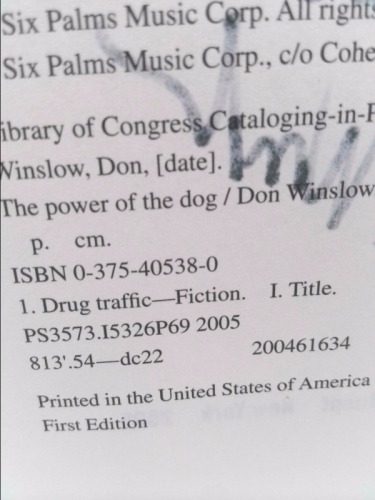 Six Palms Music Corp. All rights
Six Palms Music Corp., c/o Cohe
ibrary of Congress Cataloging-in-P
Winslow, Don, [date].
The power of the dog / Don Winslow
p. cm.
ISBN 0-375-40538-0
1. Drug traffic—Fiction. I. Title.
PS3573.I5326P69 2005
813'.54—dc22 200461634
Printed in the United States of America
First Edition